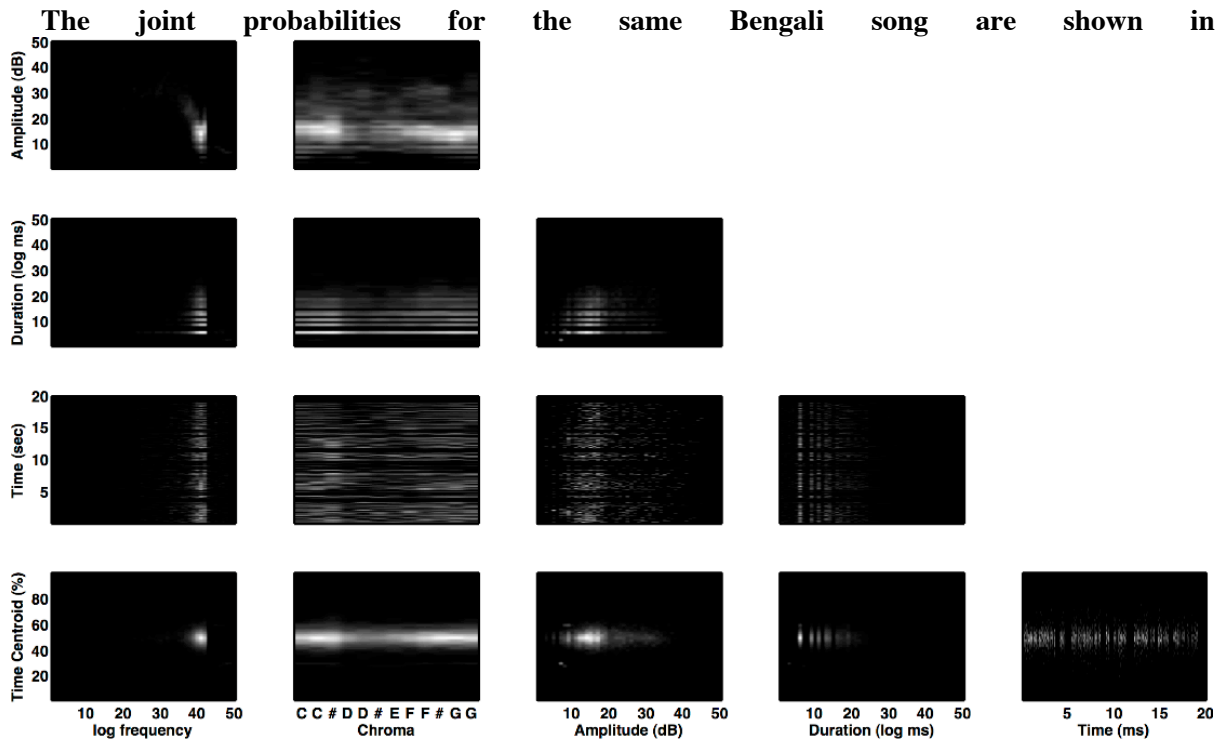 The joint probabilities for the same Bengali song are shown in
50
40
30
20
10
Amplitude (dB)
50
40
30
20
10
Duration (log ms)
20
15
10
5
Time (sec)
80
60
40
20
Time Centroid (%)
10 20 30 40 50
log frequency
C C # D D # E F F # G G
Chroma
10 20 30 40 50
Amplitude (dB)
10 20 30 40 50
Duration (log ms)
5 10 15 20
Time (ms)